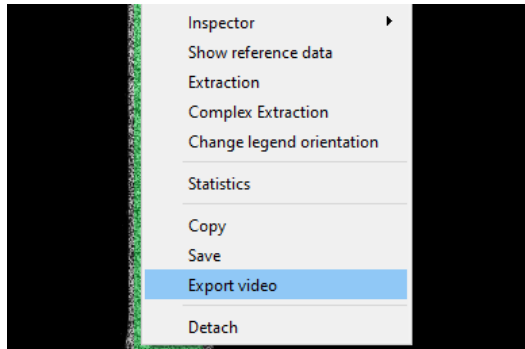 Inspector
Show reference data
Extraction
Complex Extraction
Change legend orientation
Statistics
Copy
Save
Export video
Detach